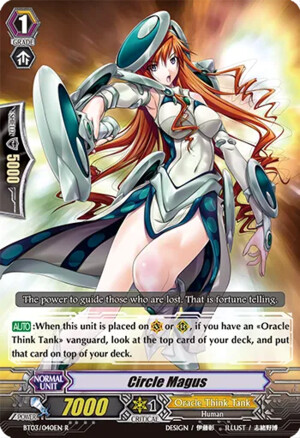 1
GRADE
SHIELD
5000
The power to guide those who are lost. That is fortune telling.
AUTO:When this unit is placed on V or R, if you have an «Oracle
Think Tank» vanguard, look at the top card of your deck, and put
that card on top of your deck.
NORMAL
UNIT
Circle Magus
POWER
7000
1
CRITICAL
Oracle Think Tank
Human
BT03/040EN R
DESIGN / 伊藤彰 / ILLUST / 志緒野博